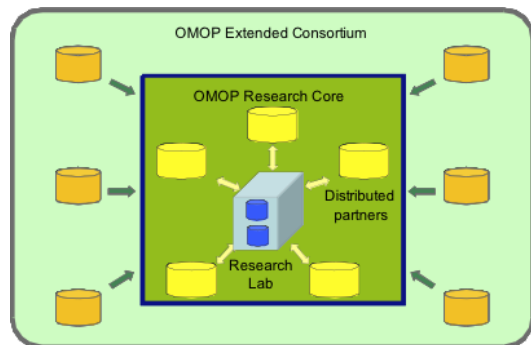 OMOP Extended Consortium
OMOP Research Core
Distributed
partners
Research
Lab